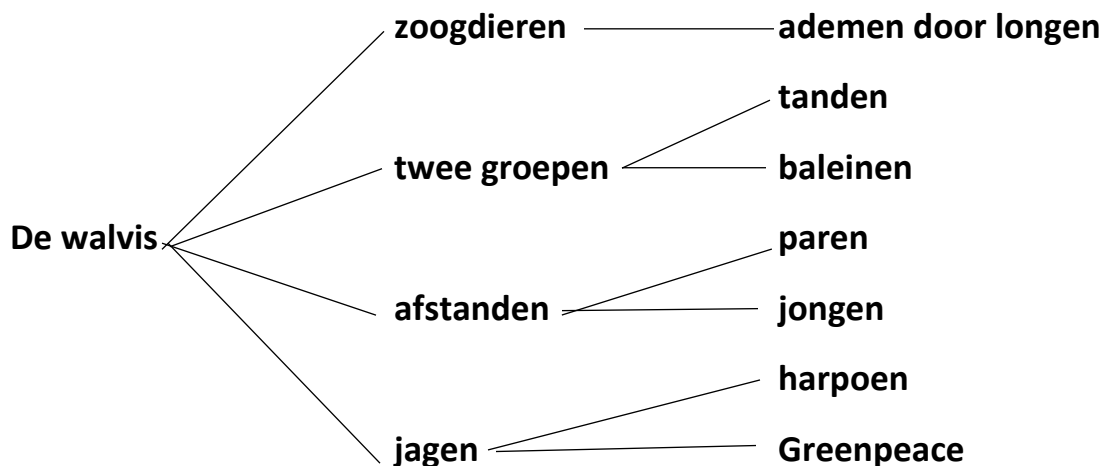 zoogdieren ademen door longen
tanden
twee groepen baleinen
De walvis paren
afstanden jongen
harpoen
jagen Greenpeace